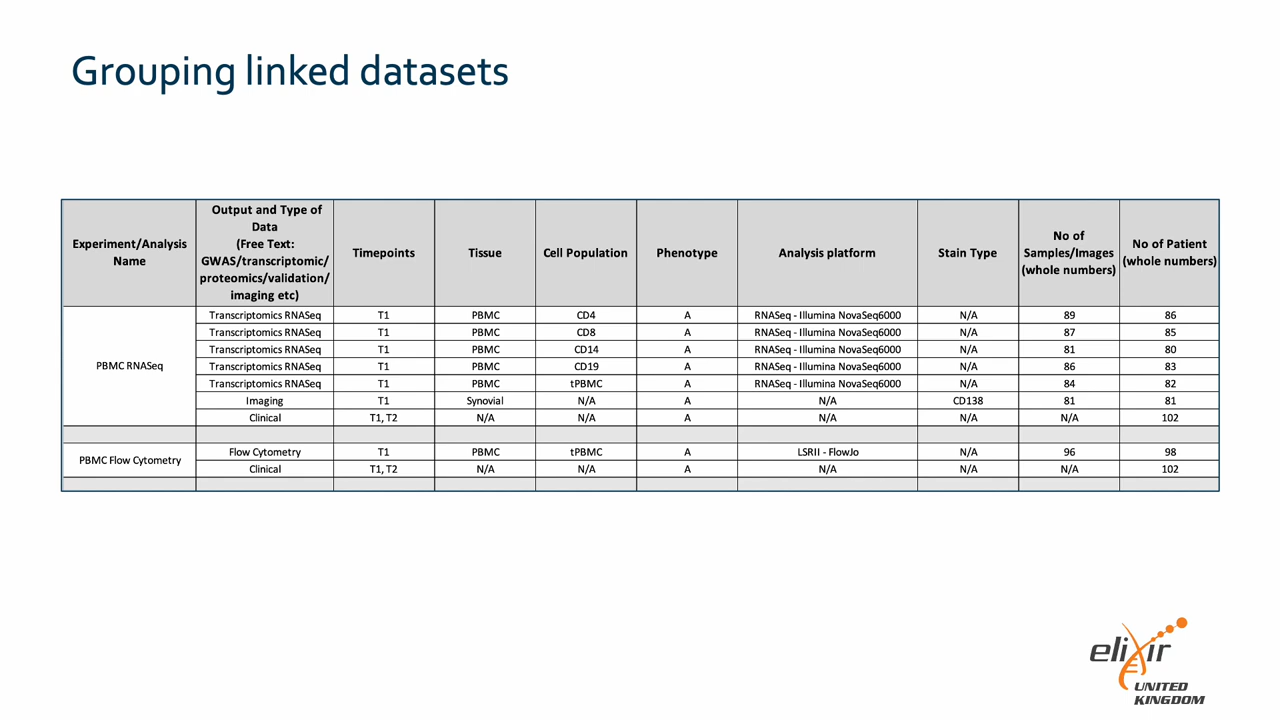 Grouping linked datasets
Experiment/Analysis Name
Output and Type of Data (Free Text: GWAS/transcriptomic/ proteomics/validation/ imaging etc)
Timepoints
Tissue
Cell Population
Phenotype
Analysis platform
Stain Type
No of Samples/Images (whole numbers)
No of Patient (whole numbers)
PBMC RNASeq
Transcriptomics RNASeq T1 PBMC CD4 A RNASeq - Illumina NovaSeq6000 N/A 89 86
Transcriptomics RNASeq T1 PBMC CD8 A RNASeq - Illumina NovaSeq6000 N/A 87 85
Transcriptomics RNASeq T1 PBMC CD14 A RNASeq - Illumina NovaSeq6000 N/A 81 80
Transcriptomics RNASeq T1 PBMC CD19 A RNASeq - Illumina NovaSeq6000 N/A 86 83
Transcriptomics RNASeq T1 PBMC tPBMC A RNASeq - Illumina NovaSeq6000 N/A 84 82
Imaging T1 Synovial N/A A N/A CD138 81 81
Clinical T1, T2 N/A N/A A N/A N/A N/A 102
PBMC Flow Cytometry
Flow Cytometry T1 PBMC tPBMC A LSRII - FlowJo N/A 96 98
Clinical T1, T2 N/A N/A A N/A N/A N/A 102
elixir
UNITED
KINGDOM